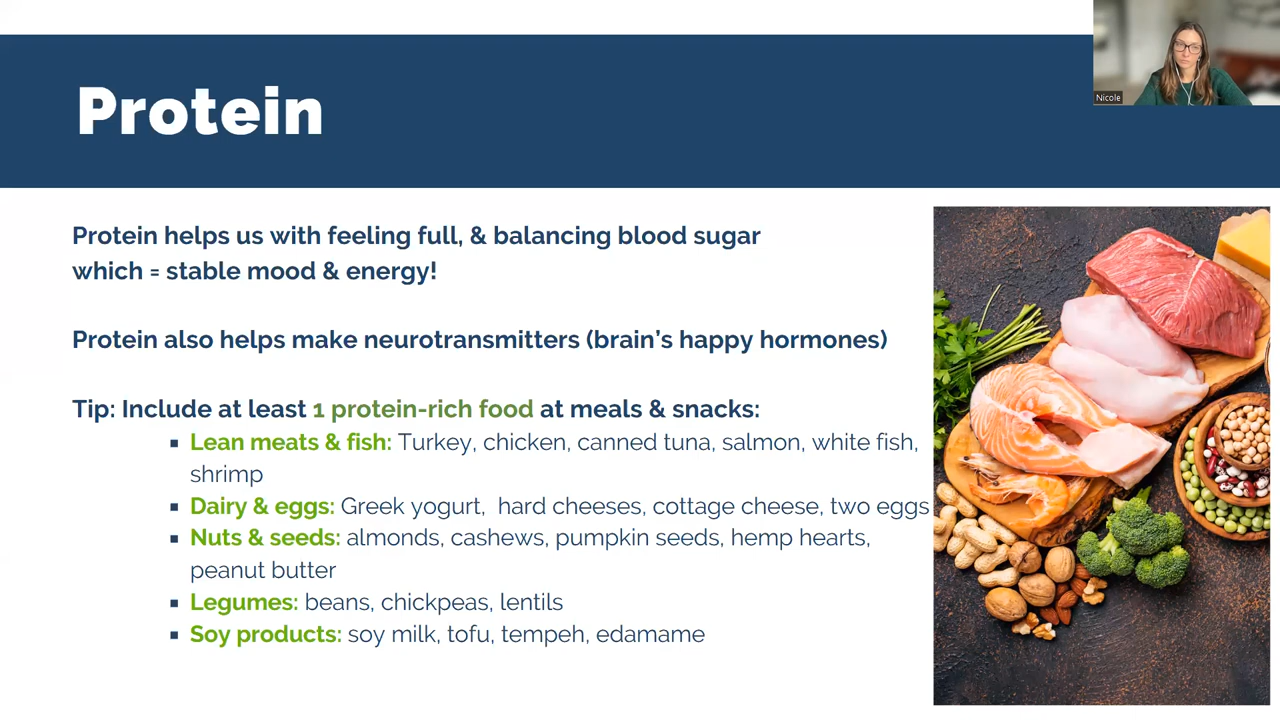 Nicole
Protein
Protein helps us with feeling full, & balancing blood sugar
which = stable mood & energy!
Protein also helps make neurotransmitters (brain's happy hormones)
Tip: Include at least 1 protein-rich food at meals & snacks:
▪ Lean meats & fish: Turkey, chicken, canned tuna, salmon, white fish,
shrimp
▪ Dairy & eggs: Greek yogurt,  hard cheeses, cottage cheese, two eggs
▪ Nuts & seeds: almonds, cashews, pumpkin seeds, hemp hearts,
peanut butter
▪ Legumes: beans, chickpeas, lentils
▪ Soy products: soy milk, tofu, tempeh, edamame